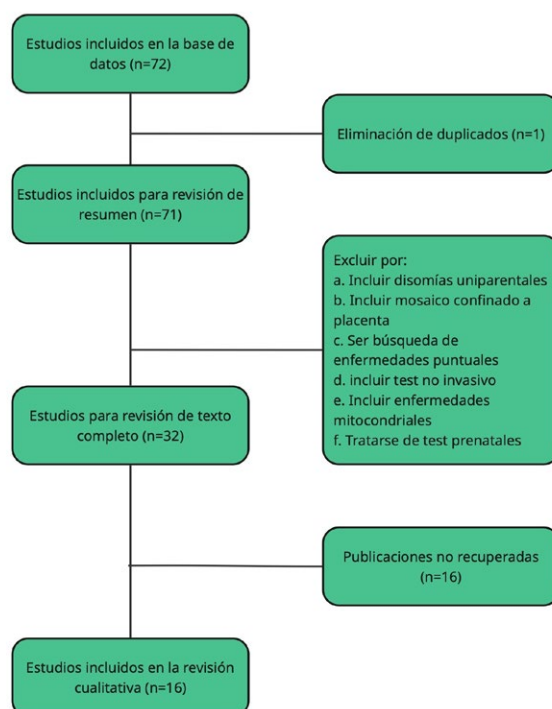 Estudios incluidos en la base de
datos (n=72)
Eliminación de duplicados (n=1)
Estudios incluidos para revisión de
resumen (n=71)
Excluir por:
a. Incluir disomías uniparentales
b. Incluir mosaico confinado a
placenta
c. Ser búsqueda de
enfermedades puntuales
d. incluir test no invasivo
e. Incluir enfermedades
mitocondriales
f. Tratarse de test prenatales
Estudios para revisión de texto
completo (n=32)
Publicaciones no recuperadas
(n=16)
Estudios incluidos en la revisión
cualitativa (n=16)